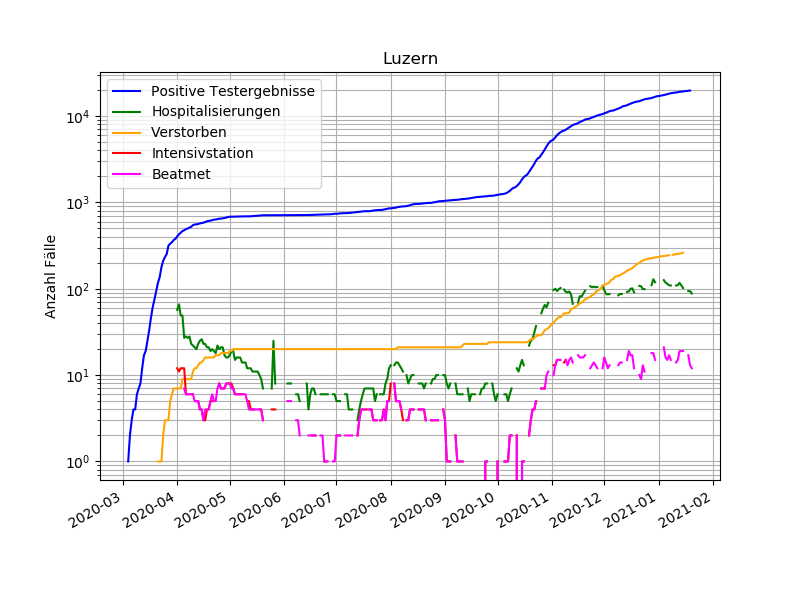 Luzern
Anzahl Fälle
10^4
10^3
10^2
10^1
10^0
Positive Testergebnisse
Hospitalisierungen
Verstorben
Intensivstation
Beatmet
2020-03 2020-04 2020-05 2020-06 2020-07 2020-08 2020-09 2020-10 2020-11 2020-12 2021-01 2021-02